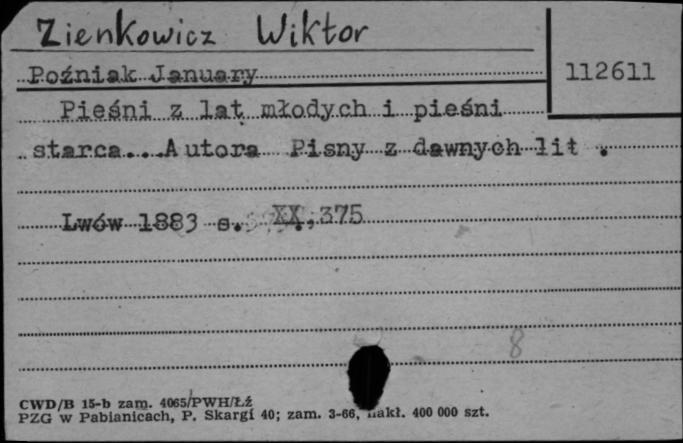 Zienkowicz Wiktor
Poźniak January
112611
Pieśni z lat młodych i pieśni
starca....Autora Pisny z dawnych lit .
Lwów 1883 s. XX,375
8
CWD/B 15-b zam. 4065/PWH/Łź
PZG w Pabianicach, P. Skargi 40; zam. 3-66, nakł. 400 000 szt.